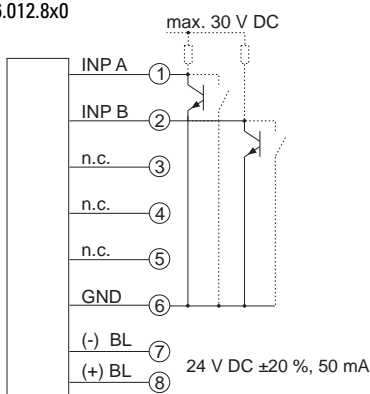 6.012.8x0
max. 30 V DC
INP A
1
INP B
2
n.c.
3
n.c.
4
n.c.
5
GND
6
(-) BL
7
24 V DC ±20 %, 50 mA
(+) BL
8